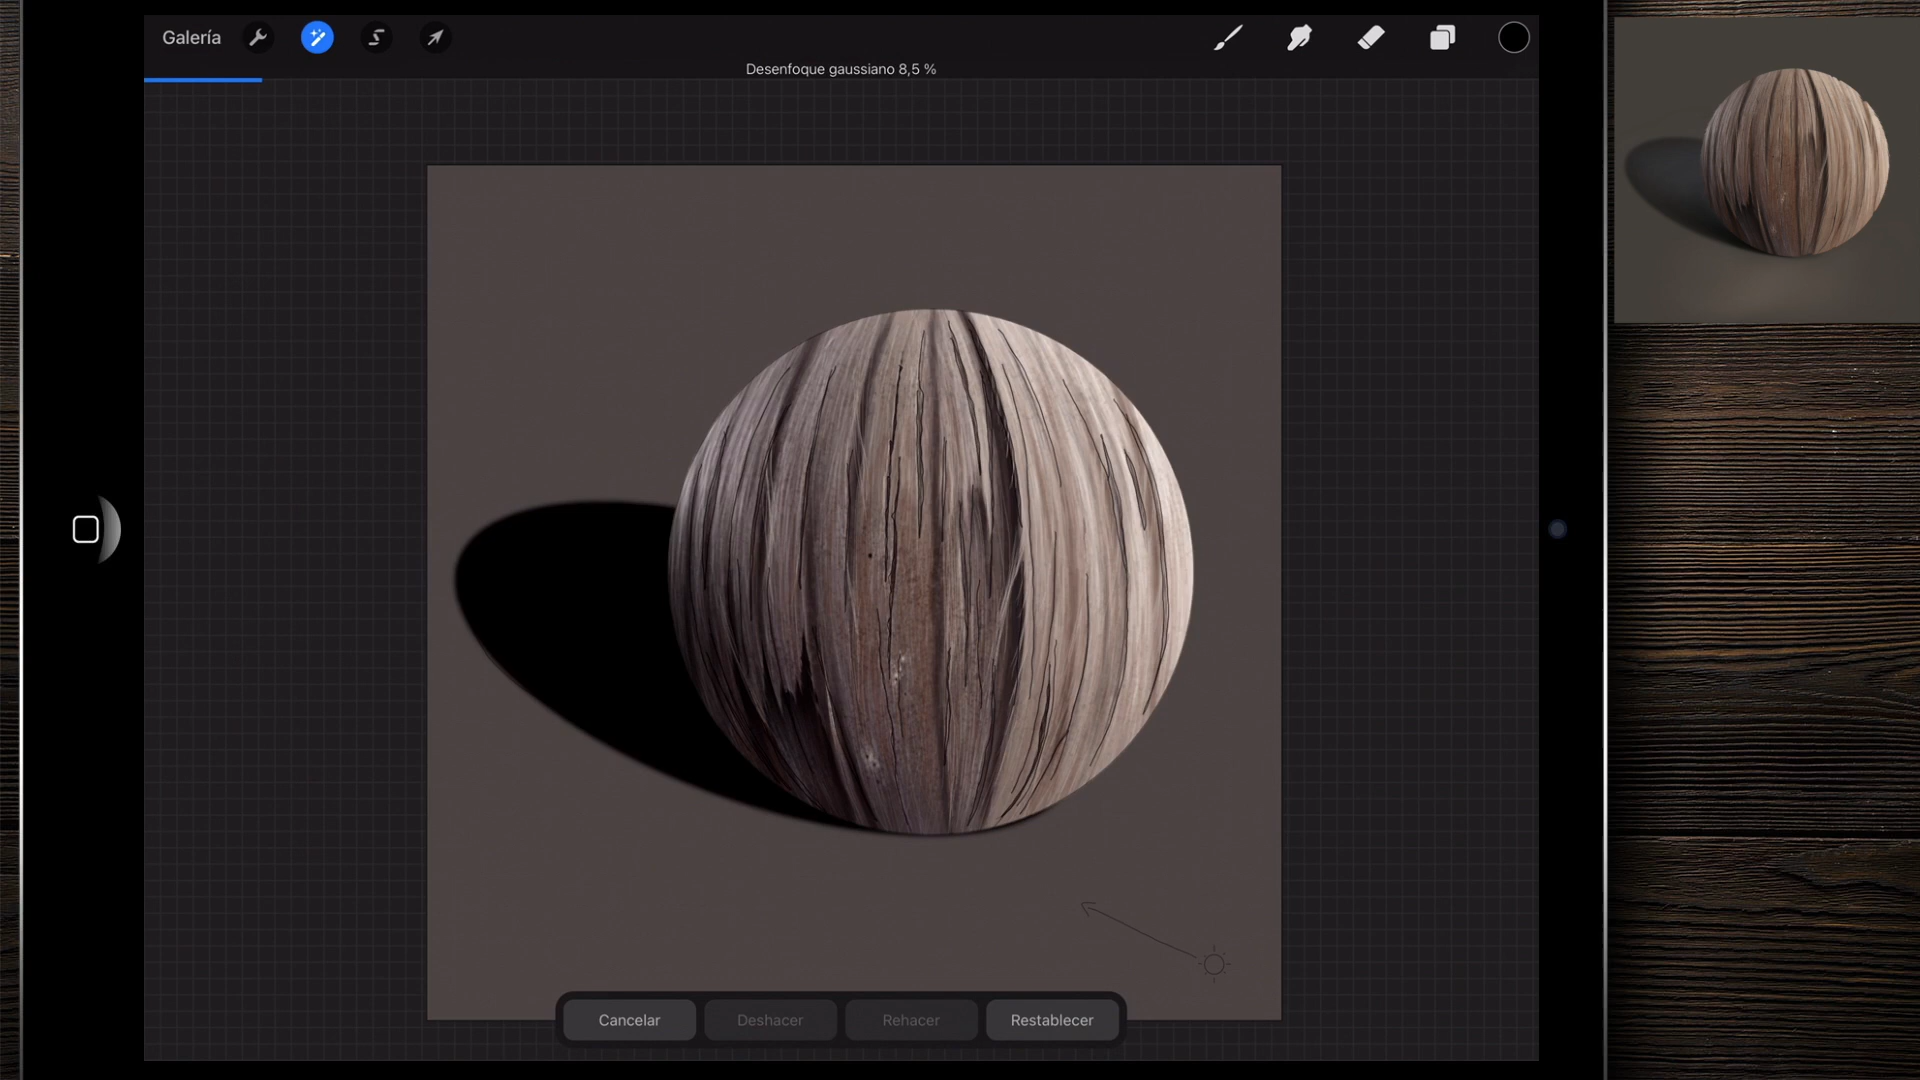 Galería
Desenfoque gaussiano 8,5 %
Cancelar
Deshacer
Rehacer
Restablecer